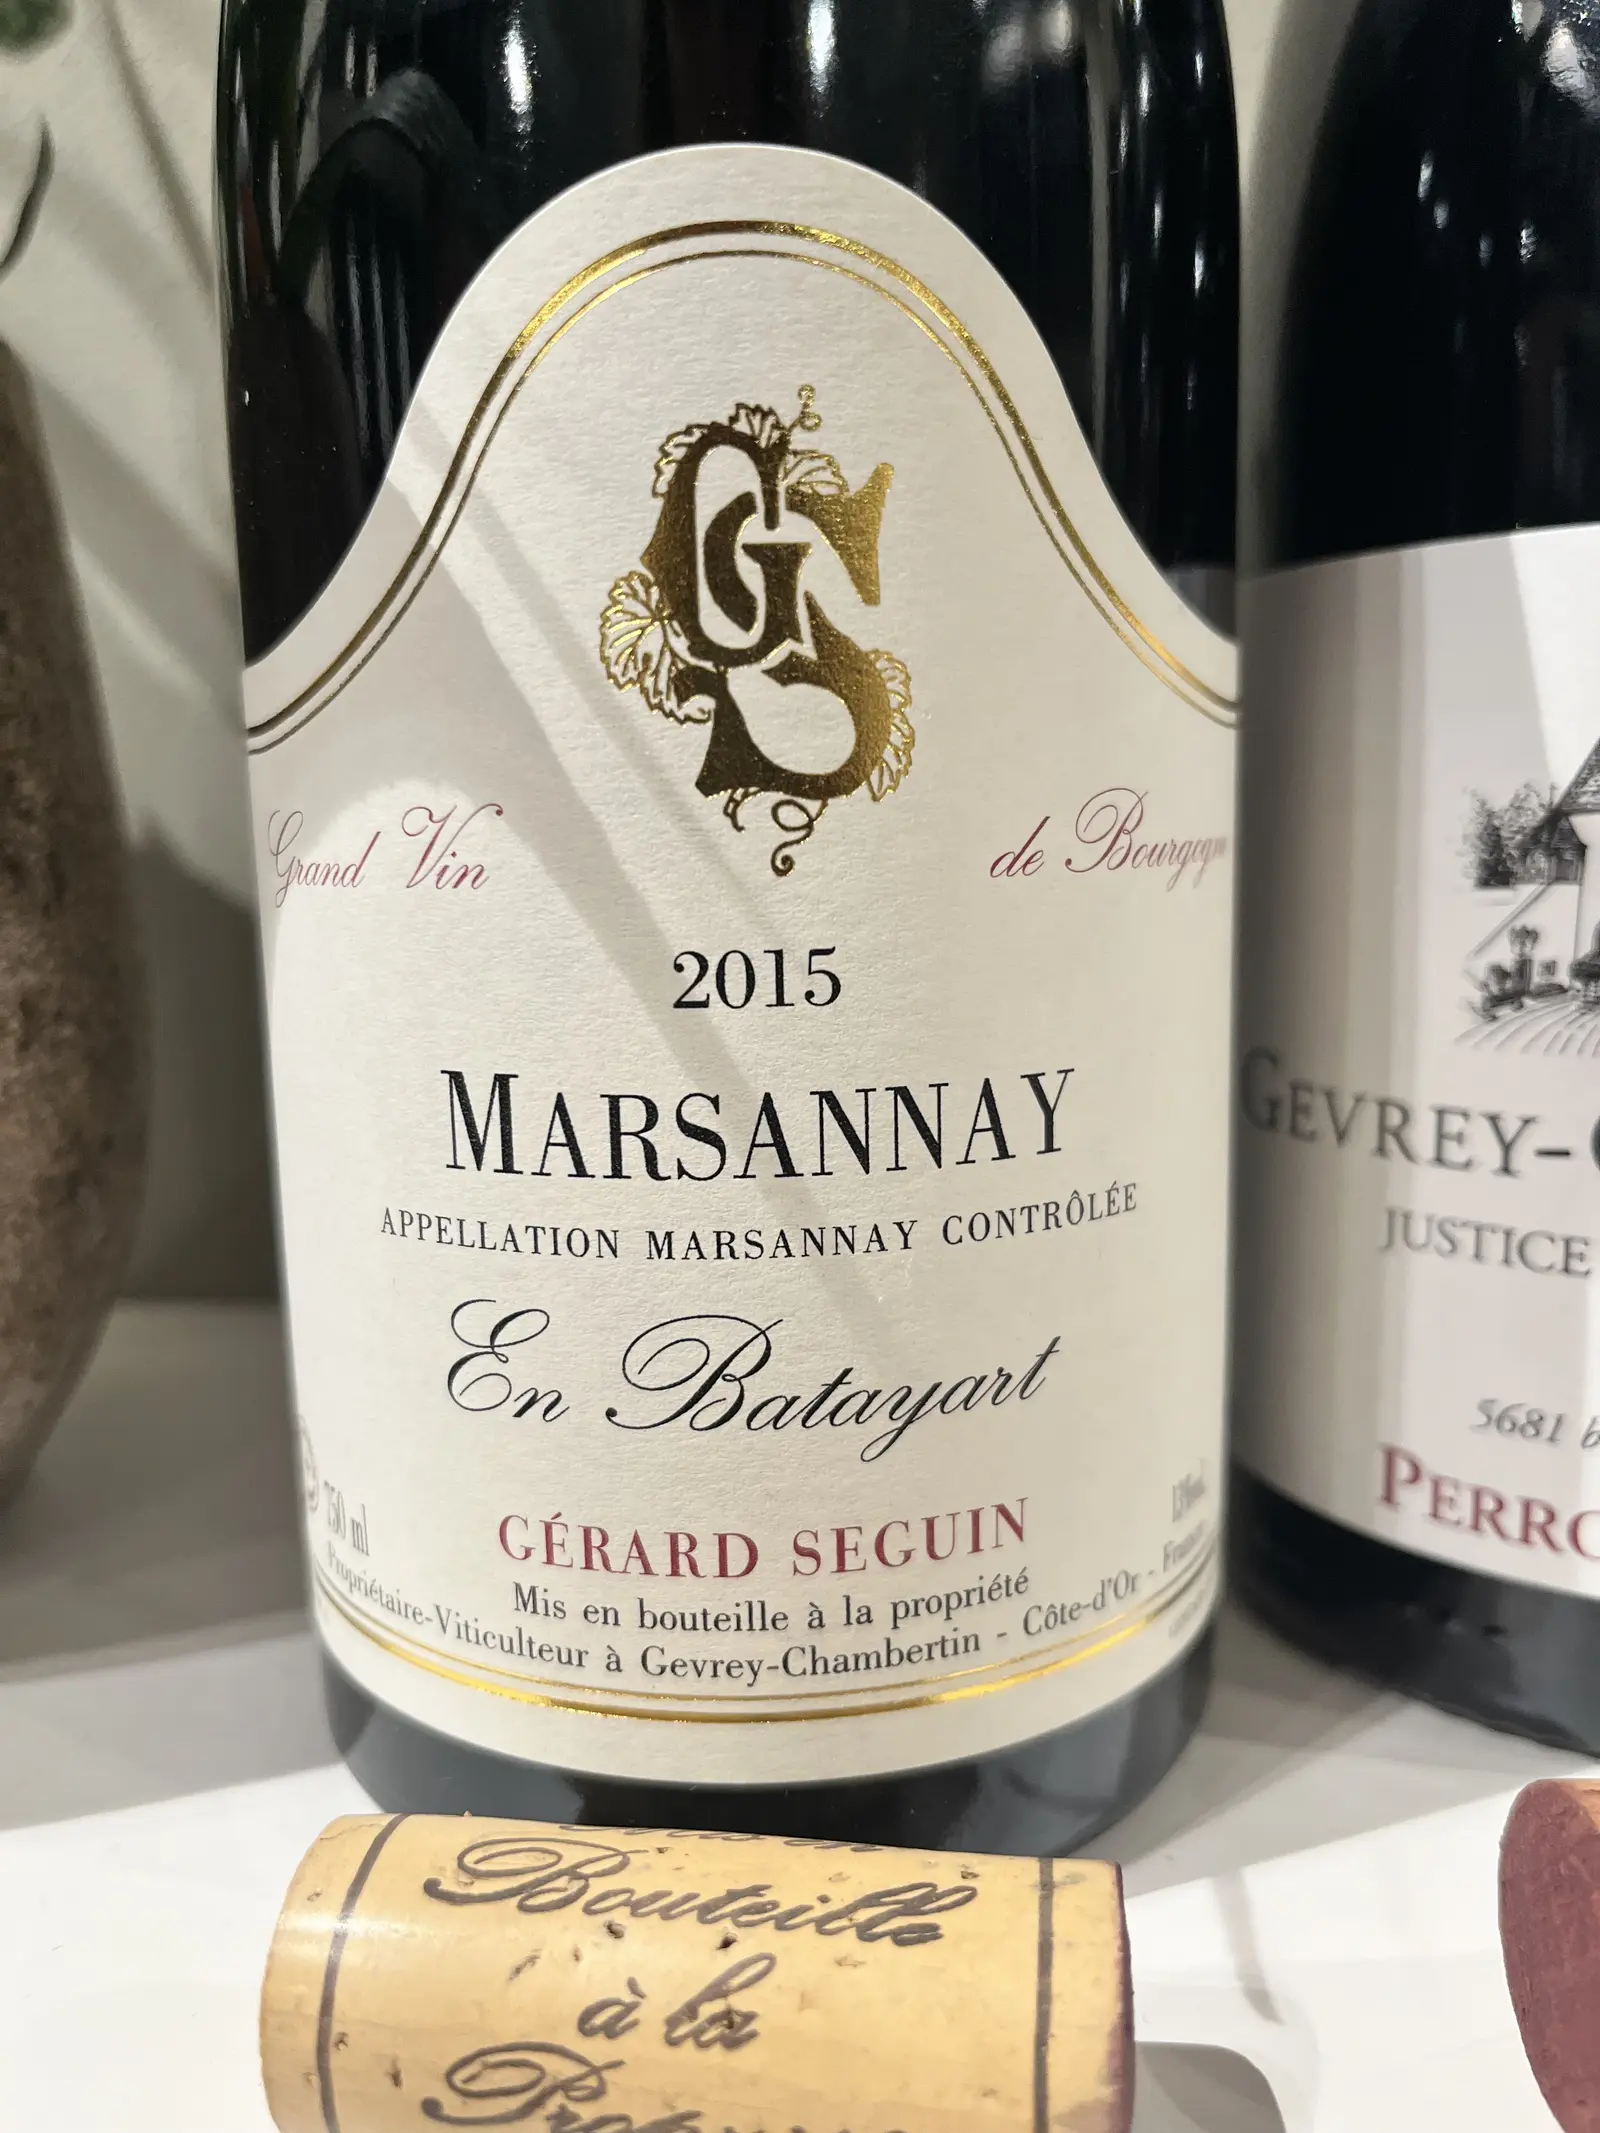 GS
Grand Vin de Bourgogne
2015
MARSANNAY
APPELLATION MARSANNAY CONTRÔLÉE
En Batayart
750 ml
GÉRARD SEGUIN
Mis en bouteille à la propriété
Propriétaire-Viticulteur à Gevrey-Chambertin - Côte-d'Or - France
GEVREY-
JUSTICE
5681 b
PERRO
Bouteille
à la